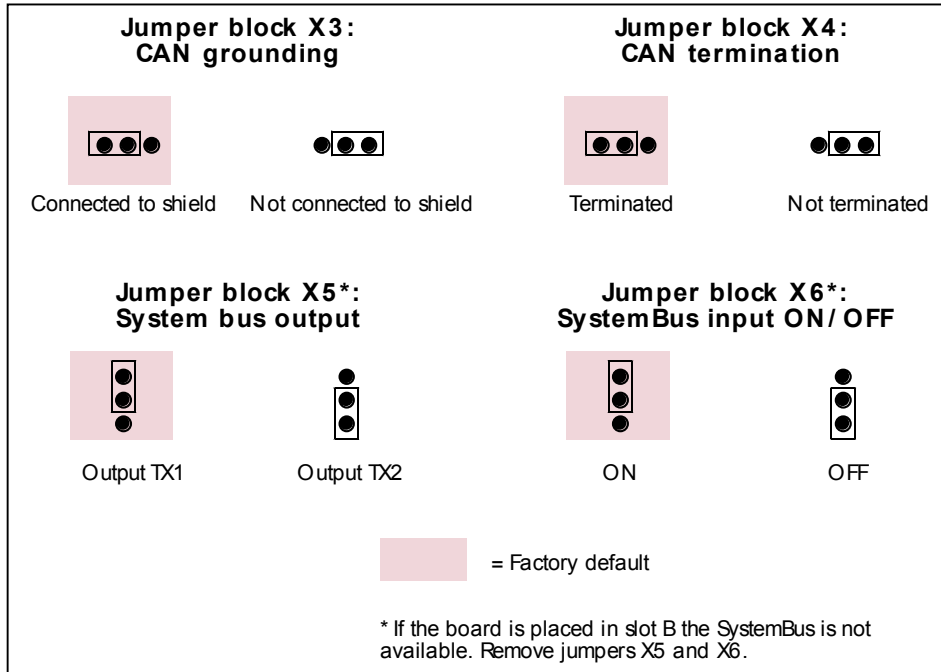 Jumper block X3:
CAN grounding
Jumper block X4:
CAN termination
Connected to shield
Not connected to shield
Terminated
Not terminated
Jumper block X5*:
System bus output
Jumper block X6*:
SystemBus input ON/ OFF
Output TX1
Output TX2
ON
OFF
= Factory default
* If the board is placed in slot B the SystemBus is not
available. Remove jumpers X5 and X6.